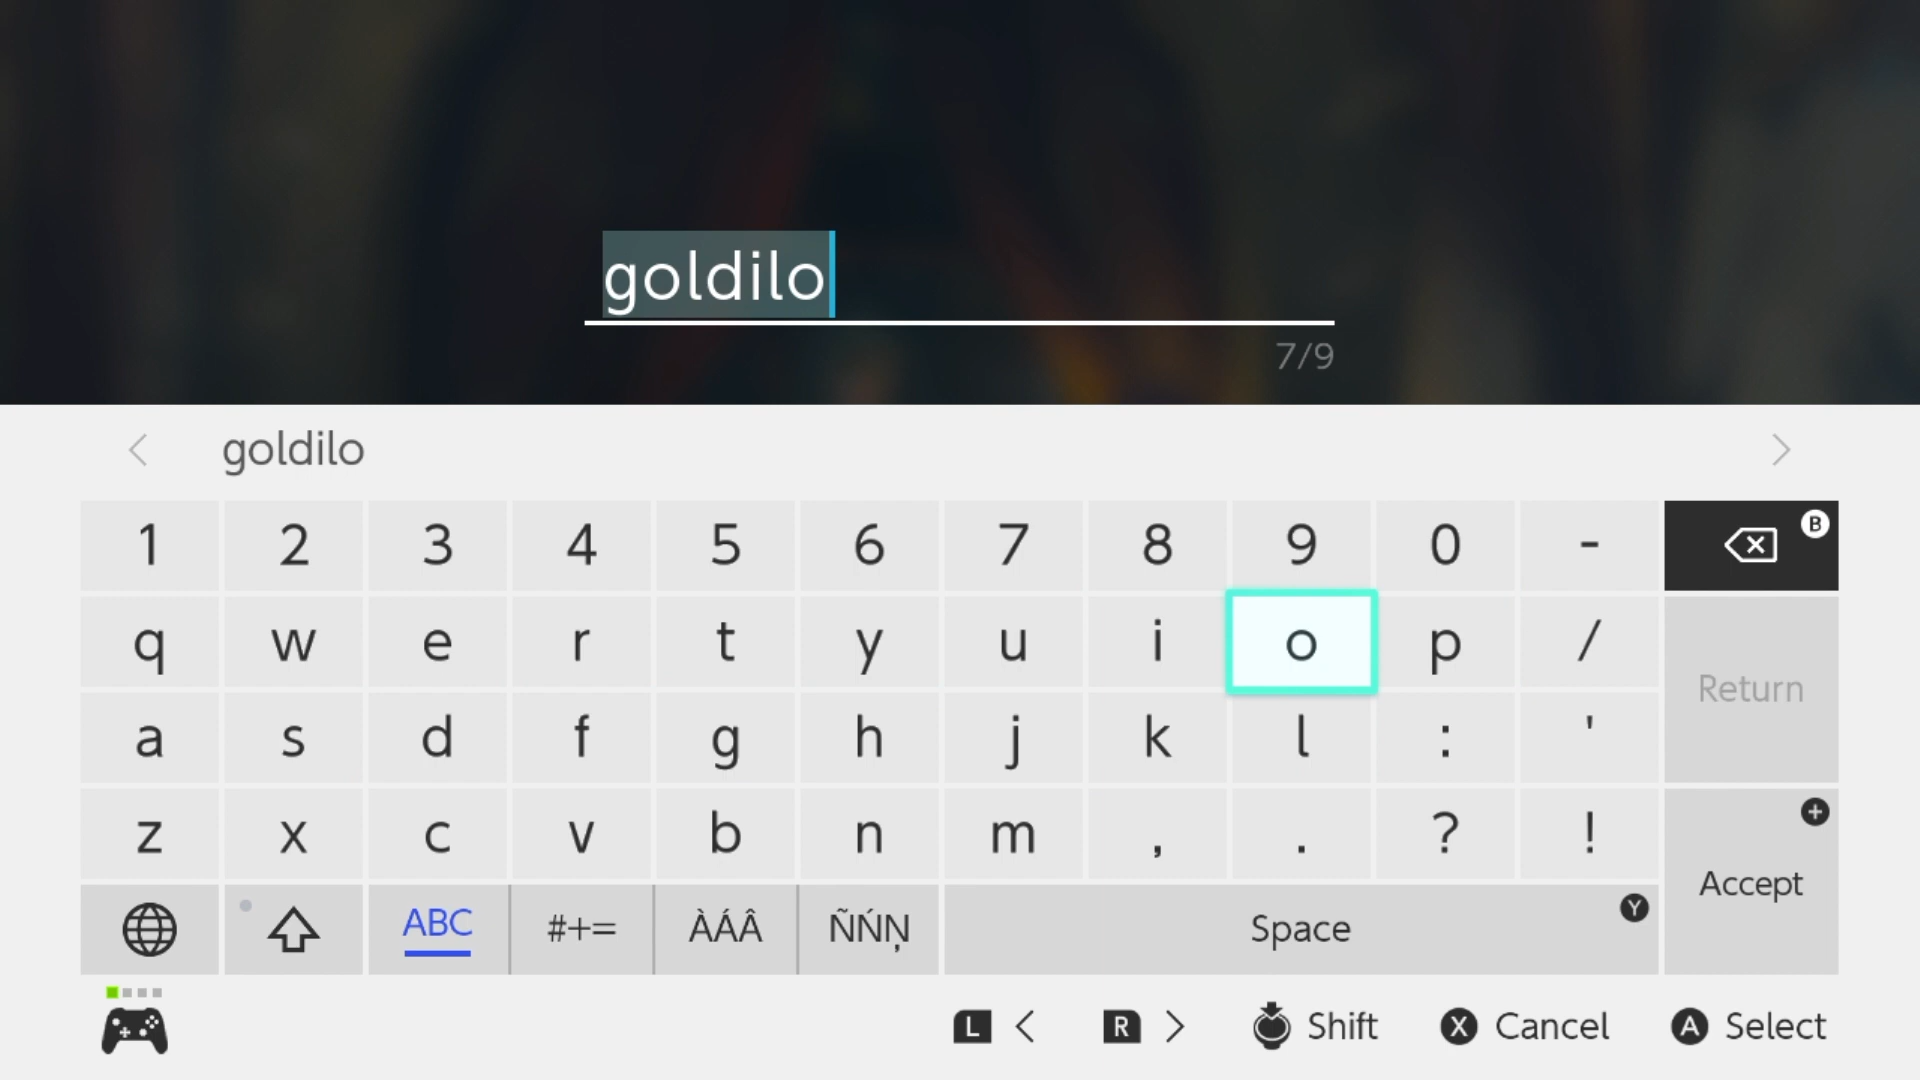 goldilo
7/9
< goldilo >
1 2 3 4 5 6 7 8 9 0 - B
q w e r t y u i o p / Return
a s d f g h j k l : '
z x c v b n m , . ? ! + Accept
ABC #+= ÀÁÂ ÑŃŅ Space Y
L < R > Shift X Cancel A Select